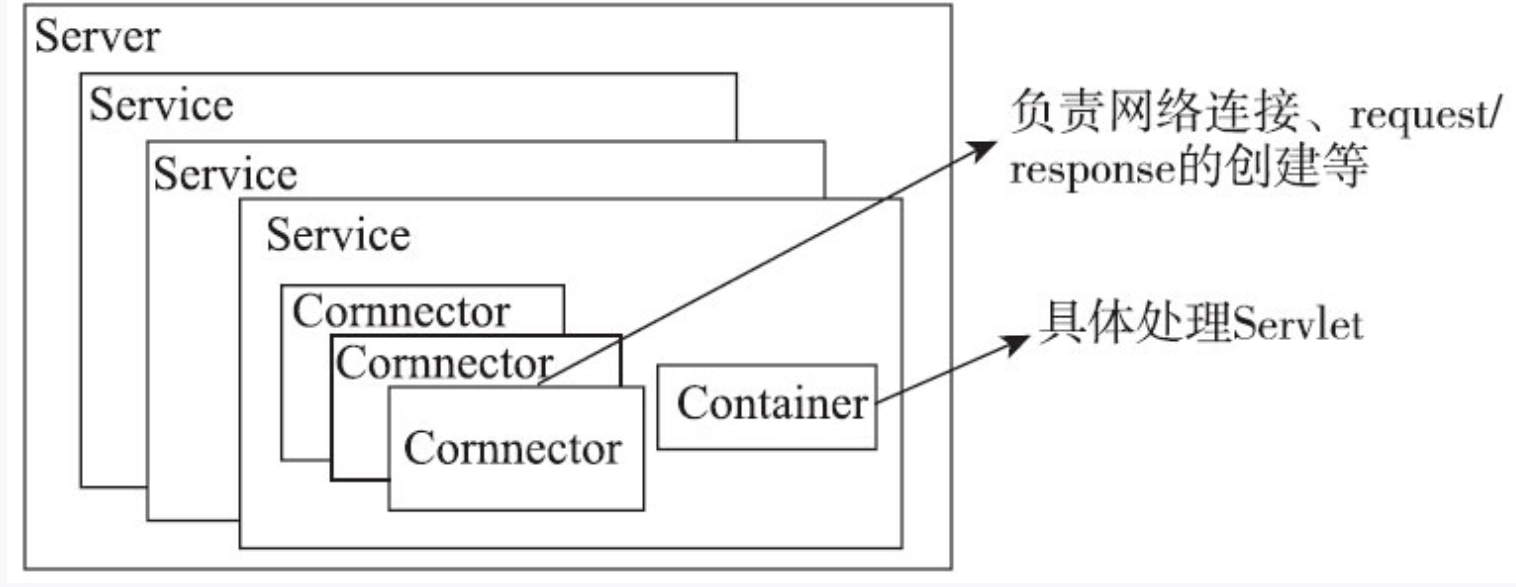 Server
Service
Service
Service
Cornnector
Cornnector
Cornnector
Container
负责网络连接、request/
response的创建等
具体处理Servlet